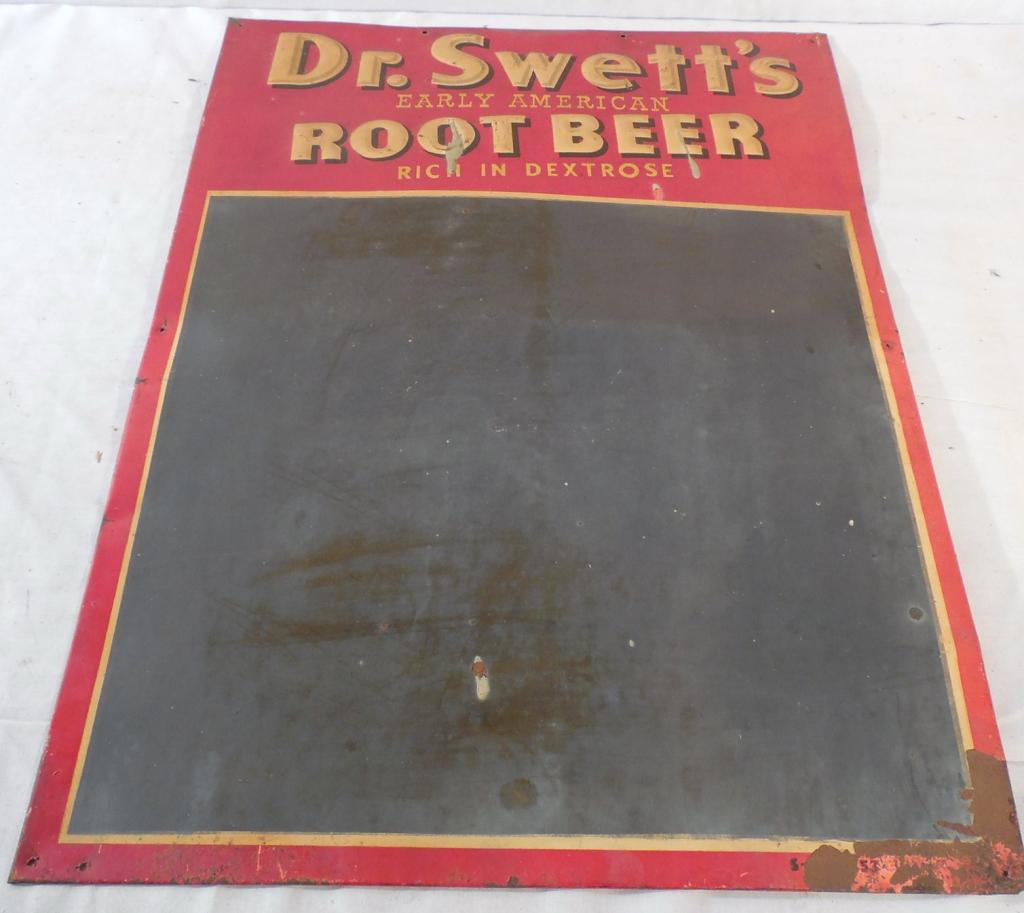 Dr. Swett's
EARLY AMERICAN
ROOT BEER
RICH IN DEXTROSE